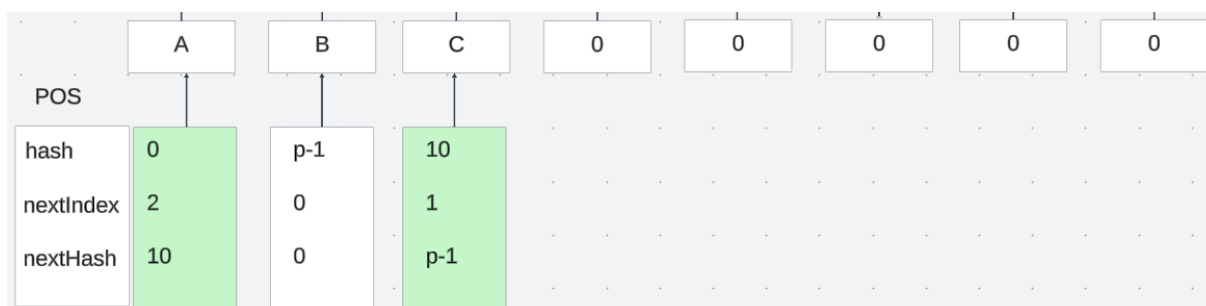 A B C 0 0 0 0 0
POS
hash 0 p-1 10
nextIndex 2 0 1
nextHash 10 0 p-1